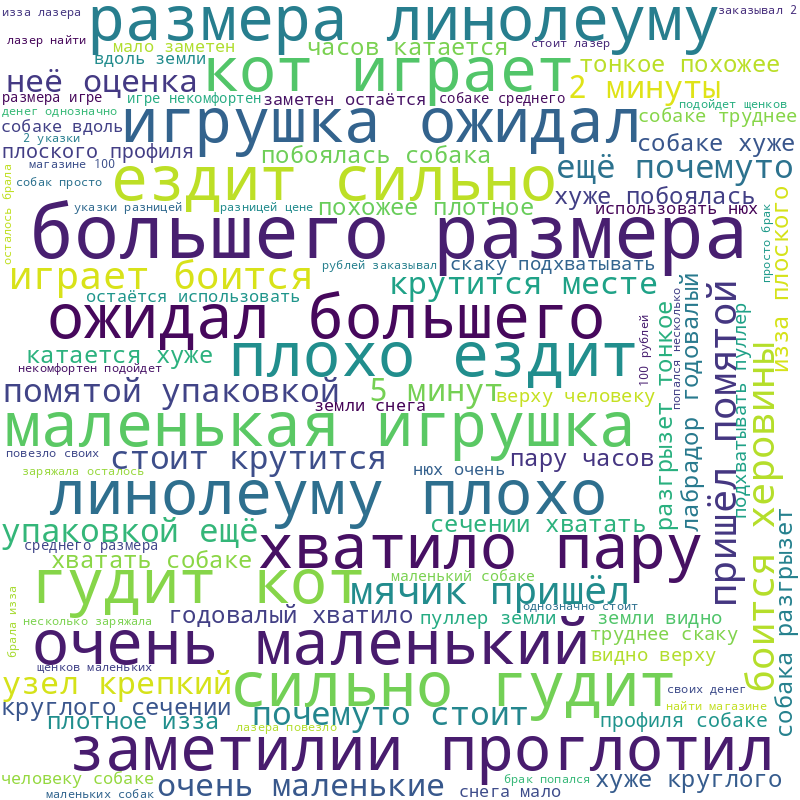 изза лазера
размера линолеуму
заказывал 2
лазер найти
мало заметен
часов катается
стоит лазер
вдоль земли
кот играет
тонкое похожее
неё оценка
2 минуты
размера игре
игре некомфортен
заметен остаётся
собаке среднего
подойдет щенков
денег однозначно
игрушка ожидал
собаке труднее
собаке вдоль
2 указки
собаке хуже
плоского профиля
побоялась собака
ещё почемуто
магазине 100
ездит сильно
собак просто
хуже побоялась
осталось брала
указки разницей
разницей цене
похожее плотное
использовать нюх
просто брак
изза плоского
большего размера
играет боится
рублей заказывал
скаку подхватывать
крутится месте
остаётся использовать
ожидал большего
100 рублей
попался несколько
лабрадор годовалый
пришёл помятой
подхватывать пуллер
разгрызет тонкое
катается хуже
плохо ездит
некомфортен подойдет
помятой упаковкой
5 минут
верху человеку
земли снега
боится херовины
маленькая игрушка
повезло своих
стоит крутится
нюх очень
пару часов
заряжала осталось
линолеуму плохо
упаковкой ещё
сечении хватать
собака разгрызет
среднего размера
хватать собаке
хватило пару
гудит кот
маленький собаке
мячик пришёл
брала изза
однозначно стоит
несколько заряжала
годовалый хватило
пуллер земли
земли видно
очень маленький
труднее скаку
видно верху
щенков маленьких
узел крепкий
сильно гудит
своих денег
круглого сечении
плотное изза
почемуто стоит
найти магазине
профиля собаке
лазера повезло
заметилии проглотил
человеку собаке
маленьких собак
очень маленькие
брак попался
снега мало
хуже круглого